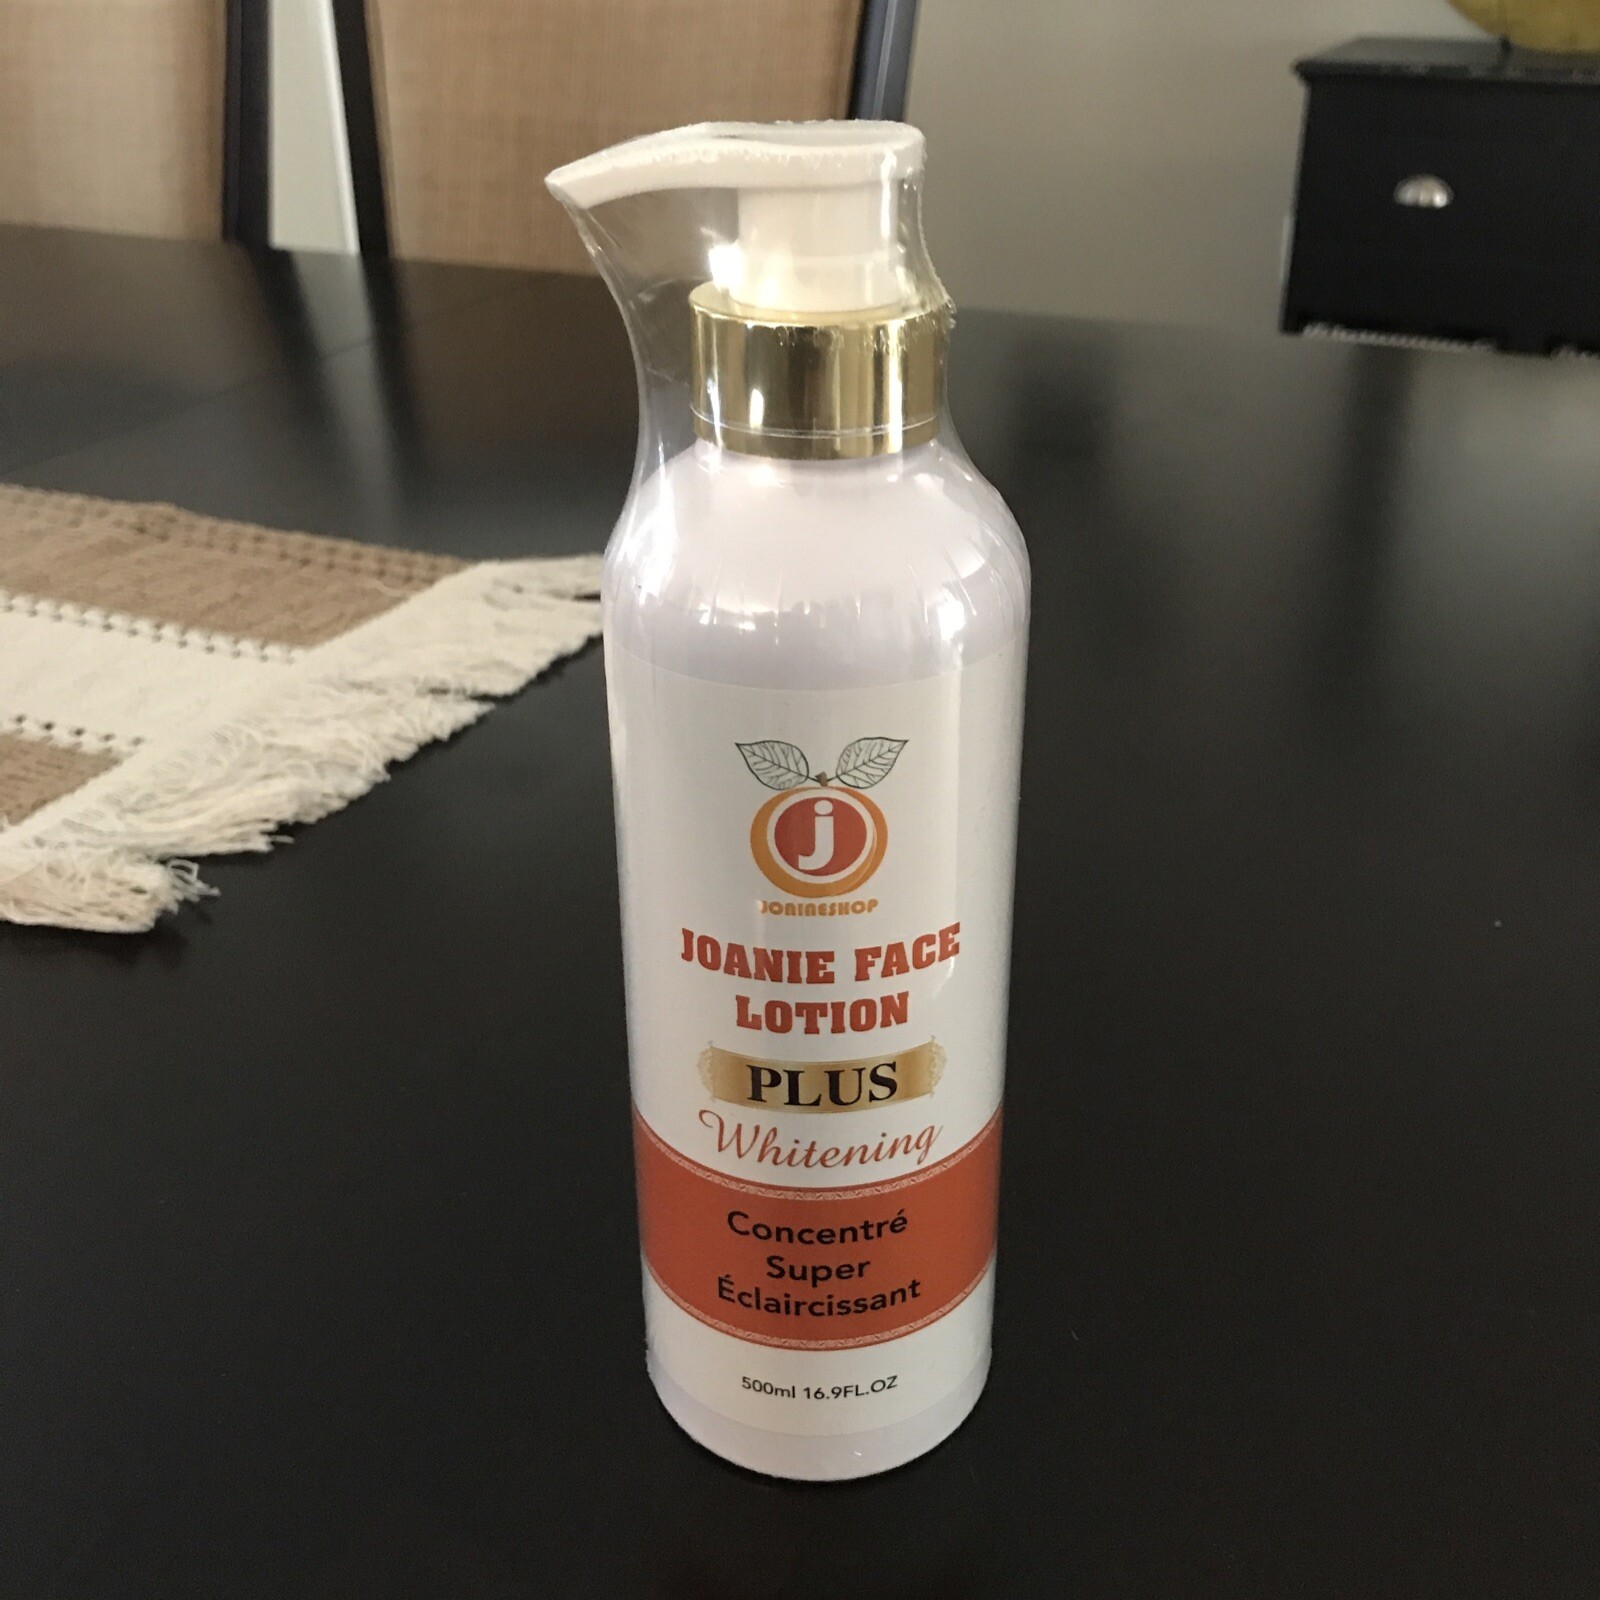 j
JONINESHOP
JOANIE FACE
LOTION
PLUS
Whitening
Concentré
Super
Éclaircissant
500ml 16.9FL.OZ